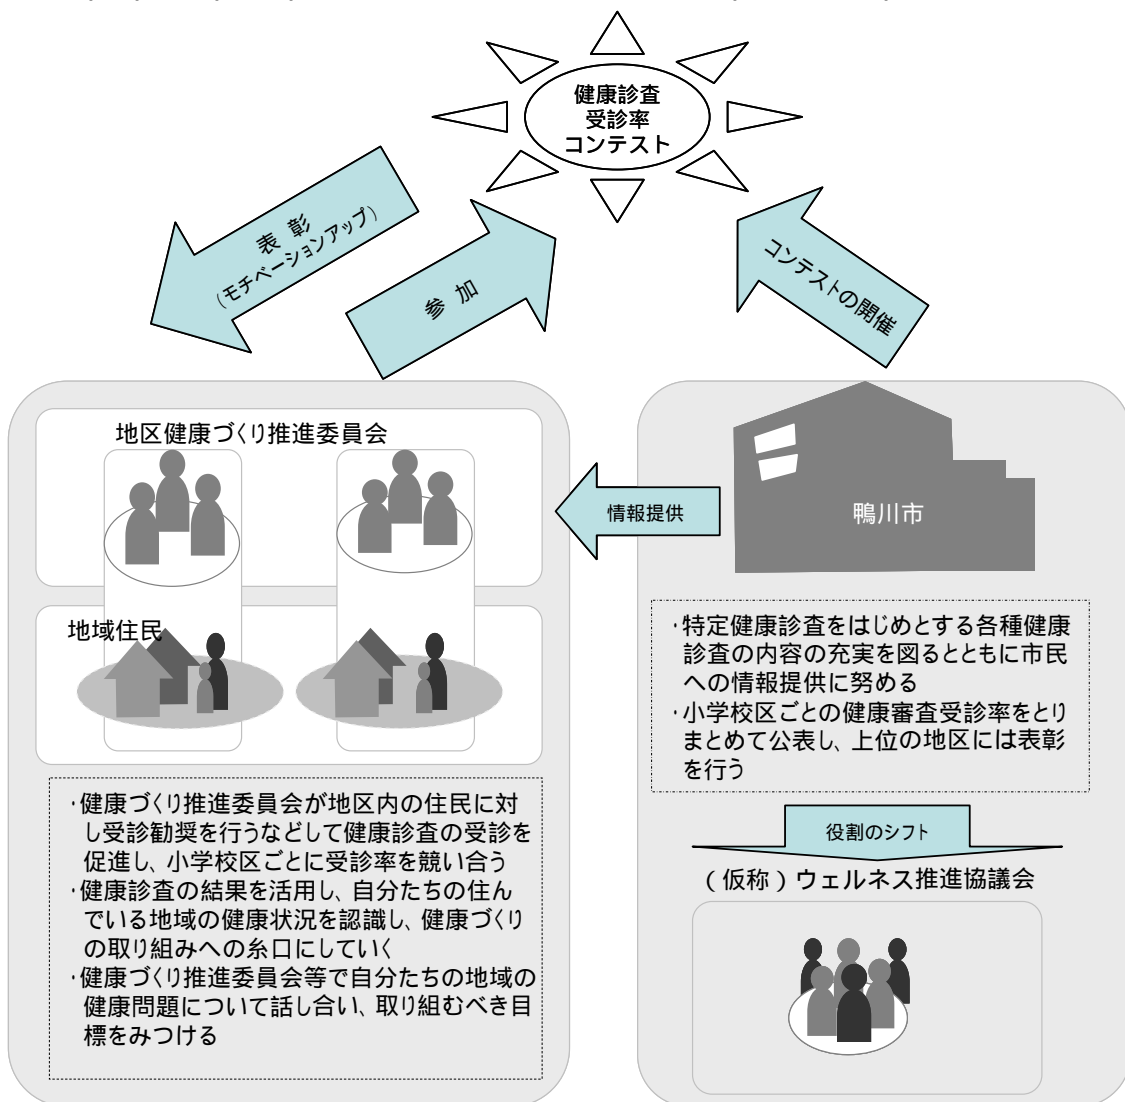 健康診査
受診率
コンテスト
表 彰
(モチベーションアップ)
参 加
コンテストの開催
地区健康づくり推進委員会
情報提供
鴨川市
地域住民
・特定健康診査をはじめとする各種健康
診査の内容の充実を図るとともに市民
への情報提供に努める
・小学校区ごとの健康審査受診率をとり
まとめて公表し、上位の地区には表彰
を行う
・健康づくり推進委員会が地区内の住民に対
し受診勧奨を行うなどして健康診査の受診を
促進し、小学校区ごとに受診率を競い合う
・健康診査の結果を活用し、自分たちの住ん
でいる地域の健康状況を認識し、健康づくり
の取り組みへの糸口にしていく
・健康づくり推進委員会等で自分たちの地域の
健康問題について話し合い、取り組むべき目
標をみつける
役割のシフト
(仮称)ウェルネス推進協議会